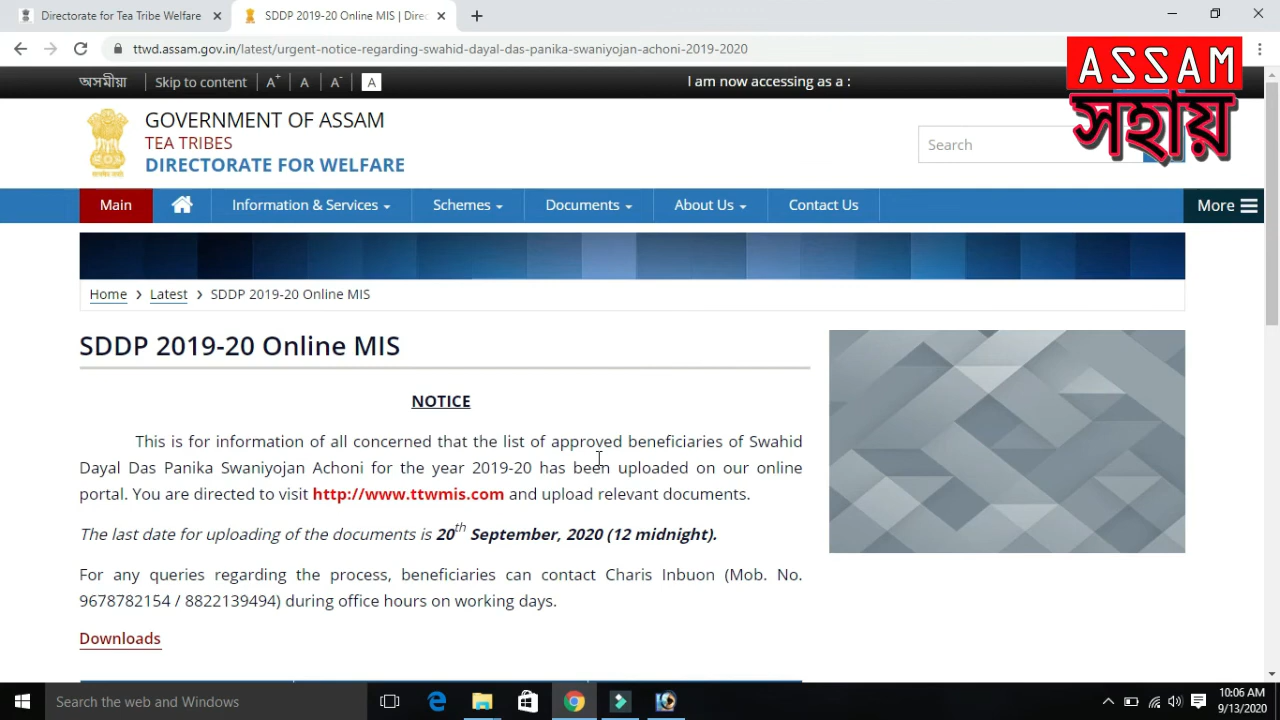 Directorate for Tea Tribe Welfare
SDDP 2019-20 Online MIS | Direc
ttwd.assam.gov.in/latest/urgent-notice-regarding-swahid-dayal-das-panika-swaniyojan-achoni-2019-2020
অসমীয়া Skip to content A+ A A- A I am now accessing as a :
ASSAM
সহায়
GOVERNMENT OF ASSAM
TEA TRIBES
DIRECTORATE FOR WELFARE
Search
Main Information & Services Schemes Documents About Us Contact Us More
Home > Latest > SDDP 2019-20 Online MIS
SDDP 2019-20 Online MIS
NOTICE
This is for information of all concerned that the list of approved beneficiaries of Swahid
Dayal Das Panika Swaniyojan Achoni for the year 2019-20 has been uploaded on our online
portal. You are directed to visit http://www.ttwmis.com and upload relevant documents.
The last date for uploading of the documents is 20th September, 2020 (12 midnight).
For any queries regarding the process, beneficiaries can contact Charis Inbuon (Mob. No.
9678782154 / 8822139494) during office hours on working days.
Downloads
Search the web and Windows
10:06 AM
9/13/2020